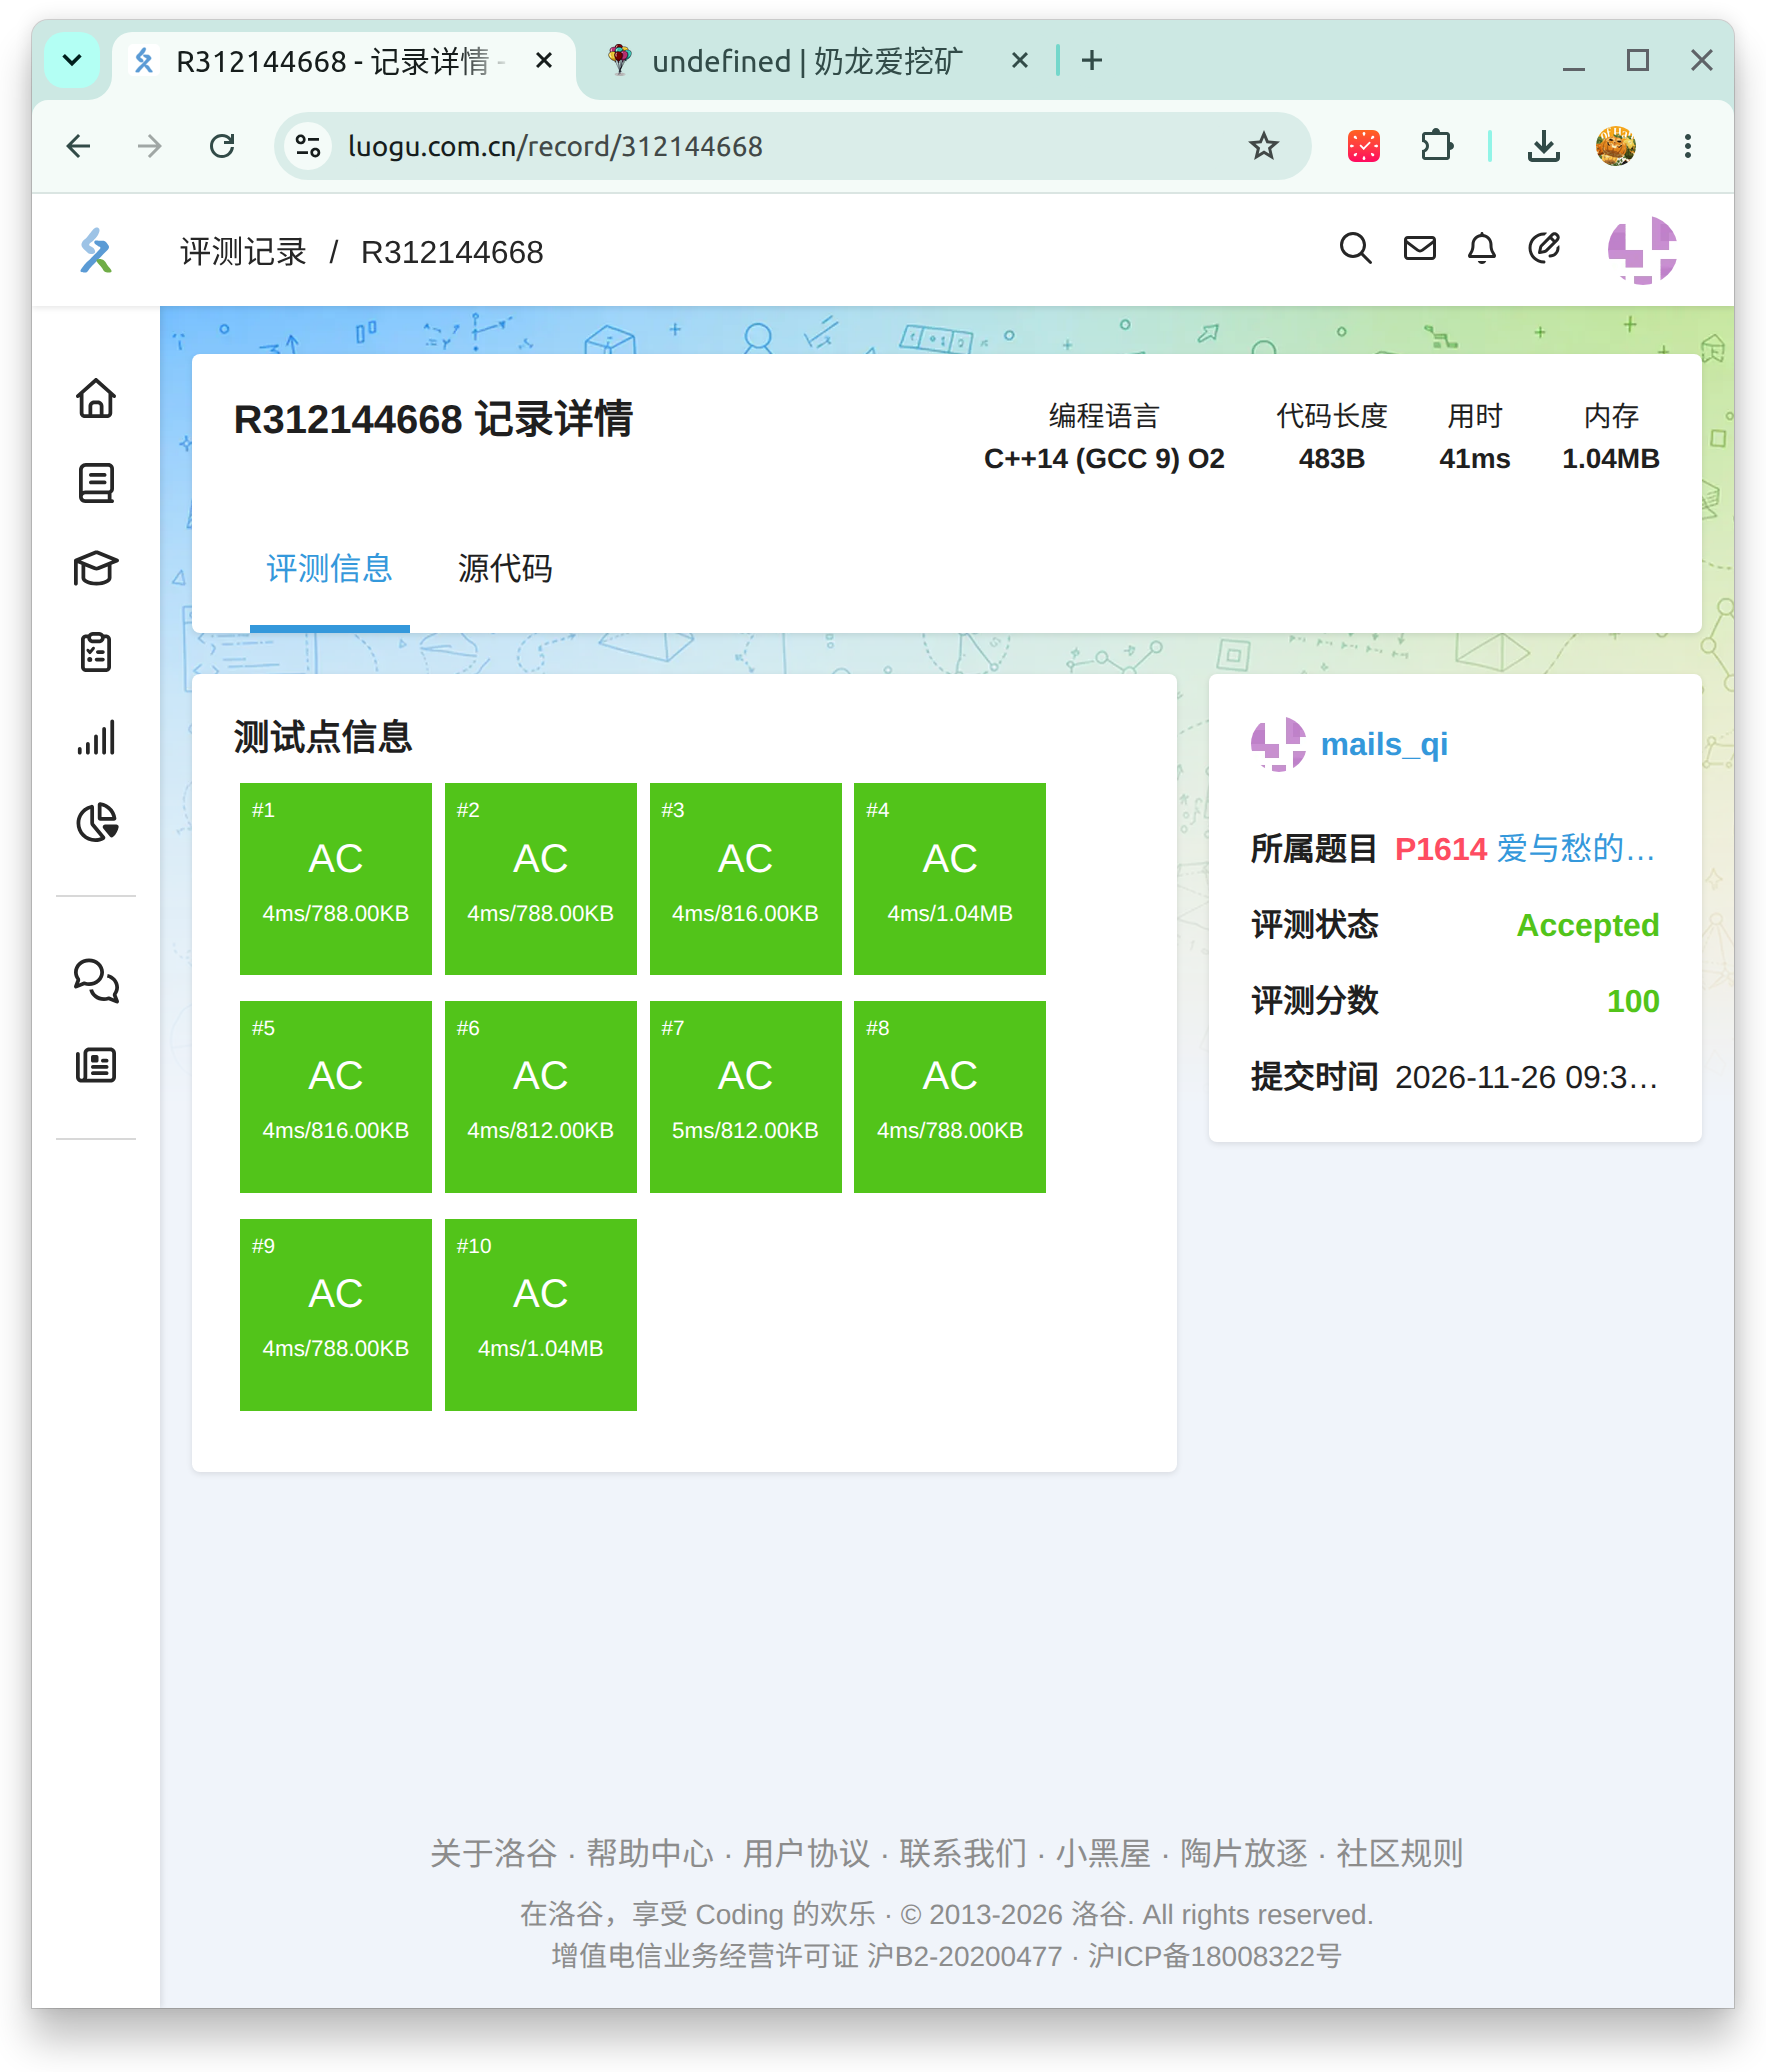 R312144668 - 记录详情 -
undefined | 奶龙爱挖矿
luogu.com.cn/record/312144668
评测记录 / R312144668
R312144668 记录详情
编程语言
C++14 (GCC 9) O2
代码长度
483B
用时
41ms
内存
1.04MB
评测信息
源代码
测试点信息
#1
AC
4ms/788.00KB
#2
AC
4ms/788.00KB
#3
AC
4ms/816.00KB
#4
AC
4ms/1.04MB
#5
AC
4ms/816.00KB
#6
AC
4ms/812.00KB
#7
AC
5ms/812.00KB
#8
AC
4ms/788.00KB
#9
AC
4ms/788.00KB
#10
AC
4ms/1.04MB
mails_qi
所属题目 P1614 爱与愁的…
评测状态 Accepted
评测分数 100
提交时间 2026-11-26 09:3…
关于洛谷 · 帮助中心 · 用户协议 · 联系我们 · 小黑屋 · 陶片放逐 · 社区规则
在洛谷，享受 Coding 的欢乐 · © 2013-2026 洛谷. All rights reserved.
增值电信业务经营许可证 沪B2-20200477 · 沪ICP备18008322号